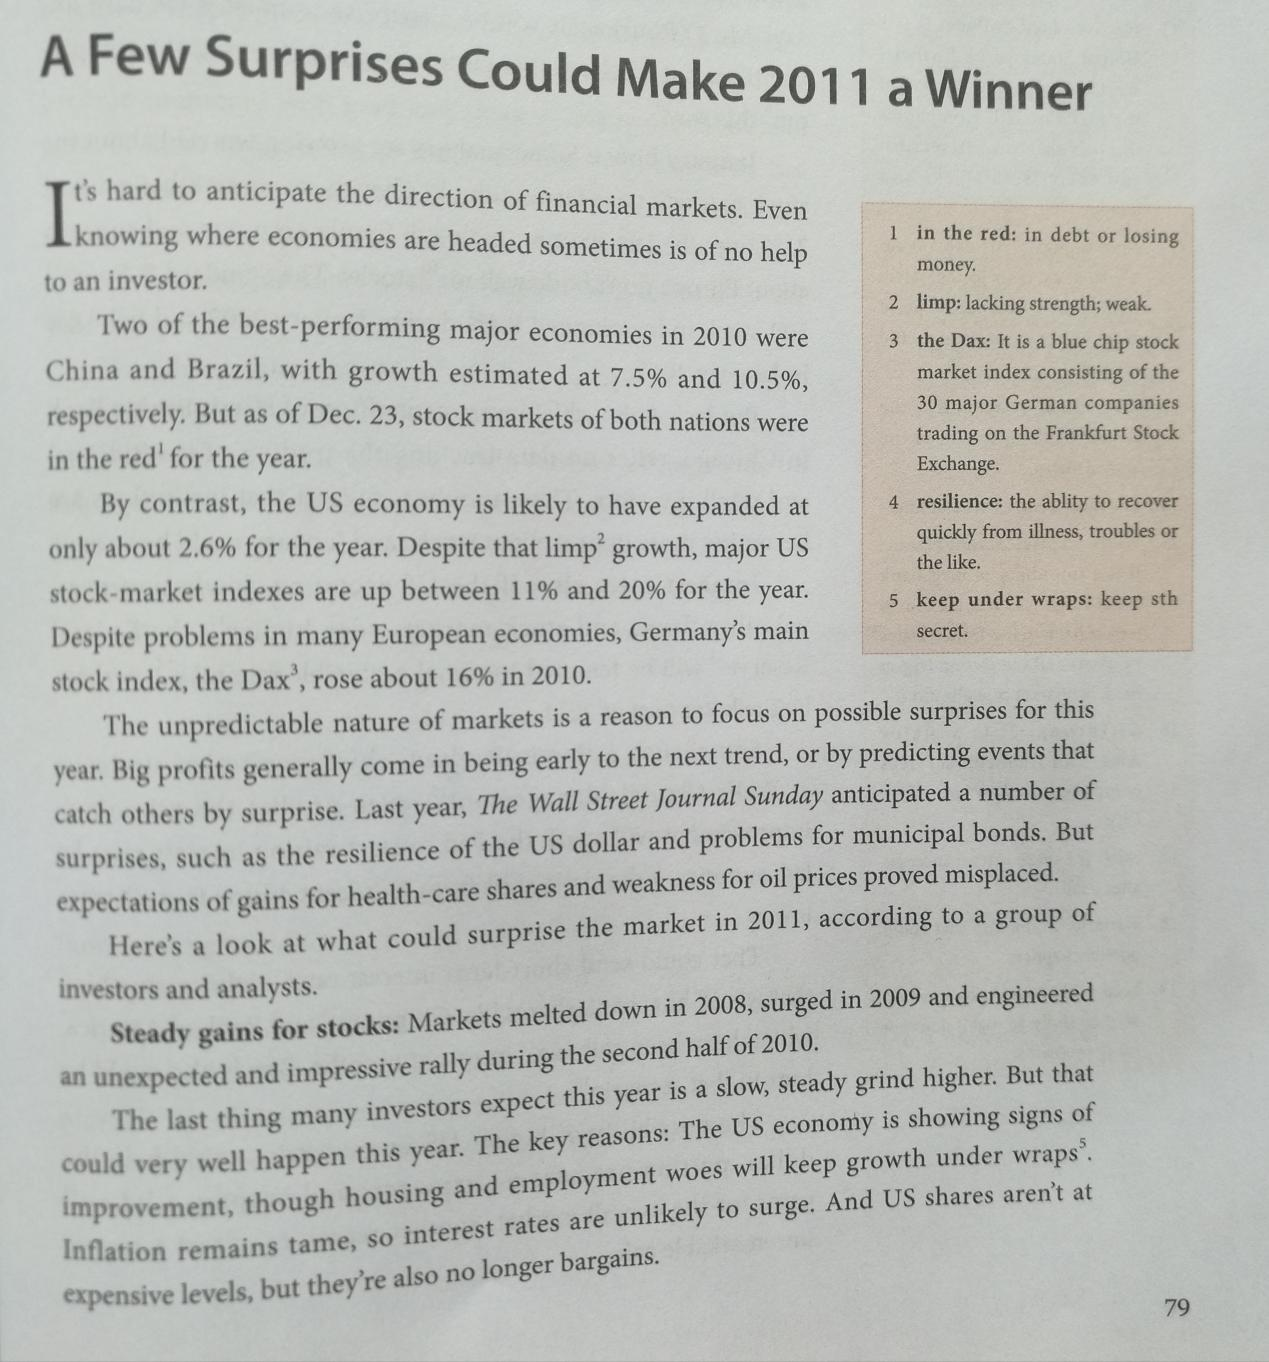 A Few Surprises Could Make 2011 a Winner
It's hard to anticipate the direction of financial markets. Even
knowing where economies are headed sometimes is of no help
to an investor.
Two of the best-performing major economies in 2010 were
China and Brazil, with growth estimated at 7.5% and 10.5%,
respectively. But as of Dec. 23, stock markets of both nations were
in the red¹ for the year.
By contrast, the US economy is likely to have expanded at
only about 2.6% for the year. Despite that limp² growth, major US
stock-market indexes are up between 11% and 20% for the year.
Despite problems in many European economies, Germany's main
stock index, the Dax³, rose about 16% in 2010.
The unpredictable nature of markets is a reason to focus on possible surprises for this
year. Big profits generally come in being early to the next trend, or by predicting events that
catch others by surprise. Last year, The Wall Street Journal Sunday anticipated a number of
surprises, such as the resilience of the US dollar and problems for municipal bonds. But
expectations of gains for health-care shares and weakness for oil prices proved misplaced.
Here's a look at what could surprise the market in 2011, according to a group of
investors and analysts.
Steady gains for stocks: Markets melted down in 2008, surged in 2009 and engineered
an unexpected and impressive rally during the second half of 2010.
The last thing many investors expect this year is a slow, steady grind higher. But that
could very well happen this year. The key reasons: The US economy is showing signs of
improvement, though housing and employment woes will keep growth under wraps⁵.
Inflation remains tame, so interest rates are unlikely to surge. And US shares aren't at
expensive levels, but they're also no longer bargains.
1 in the red: in debt or losing
money.
2 limp: lacking strength; weak.
3 the Dax: It is a blue chip stock
market index consisting of the
30 major German companies
trading on the Frankfurt Stock
Exchange.
4 resilience: the ablity to recover
quickly from illness, troubles or
the like.
5 keep under wraps: keep sth
secret.
79